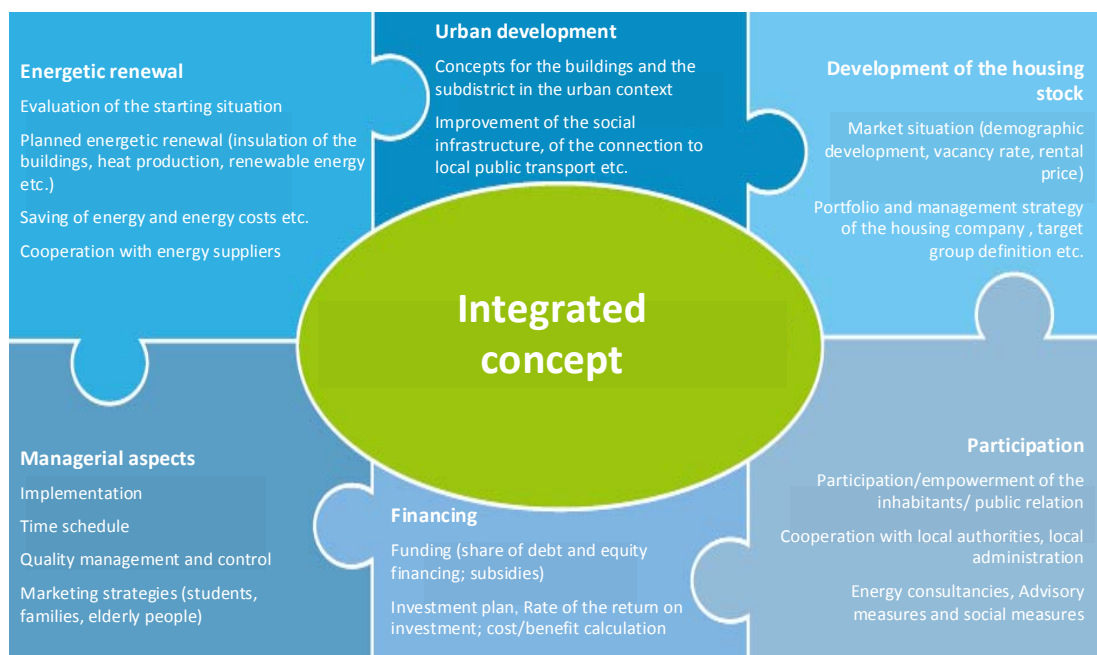 Energetic renewal
Evaluation of the starting situation
Planned energetic renewal (insulation of the
buildings, heat production, renewable energy
etc.)
Saving of energy and energy costs etc.
Cooperation with energy suppliers
Urban development
Concepts for the buildings and the
subdistrict in the urban context
Improvement of the social
infrastructure, of the connection to
local public transport etc.
Development of the housing
stock
Market situation (demographic
development, vacancy rate, rental
price)
Portfolio and management strategy
of the housing company , target
group definition etc.
Integrated
concept
Managerial aspects
Implementation
Time schedule
Quality management and control
Marketing strategies (students,
families, elderly people)
Financing
Funding (share of debt and equity
financing; subsidies)
Investment plan, Rate of the return on
investment; cost/benefit calculation
Participation
Participation/empowerment of the
inhabitants/ public relation
Cooperation with local authorities, local
administration
Energy consultancies, Advisory
measures and social measures